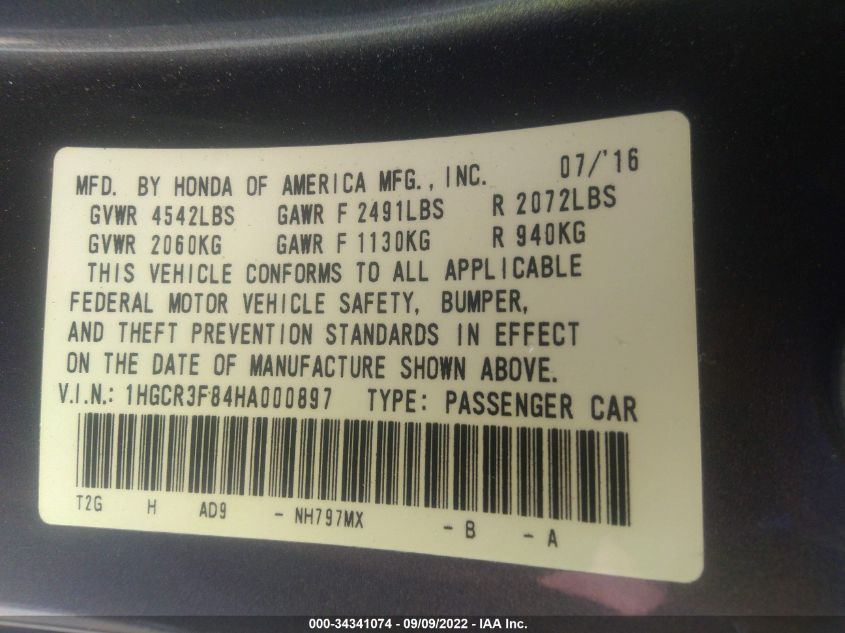 MFD. BY HONDA OF AMERICA MFG., INC. 07/'16
GVWR 4542LBS GAWR F 2491LBS R 2072LBS
GVWR 2060KG GAWR F 1130KG R 940KG
THIS VEHICLE CONFORMS TO ALL APPLICABLE
FEDERAL MOTOR VEHICLE SAFETY, BUMPER,
AND THEFT PREVENTION STANDARDS IN EFFECT
ON THE DATE OF MANUFACTURE SHOWN ABOVE.
V.I.N.: 1HGCR3F84HA000897 TYPE: PASSENGER CAR
T2G H AD9 - NH797MX - B - A
000-34341074 - 09/09/2022 - IAA Inc.